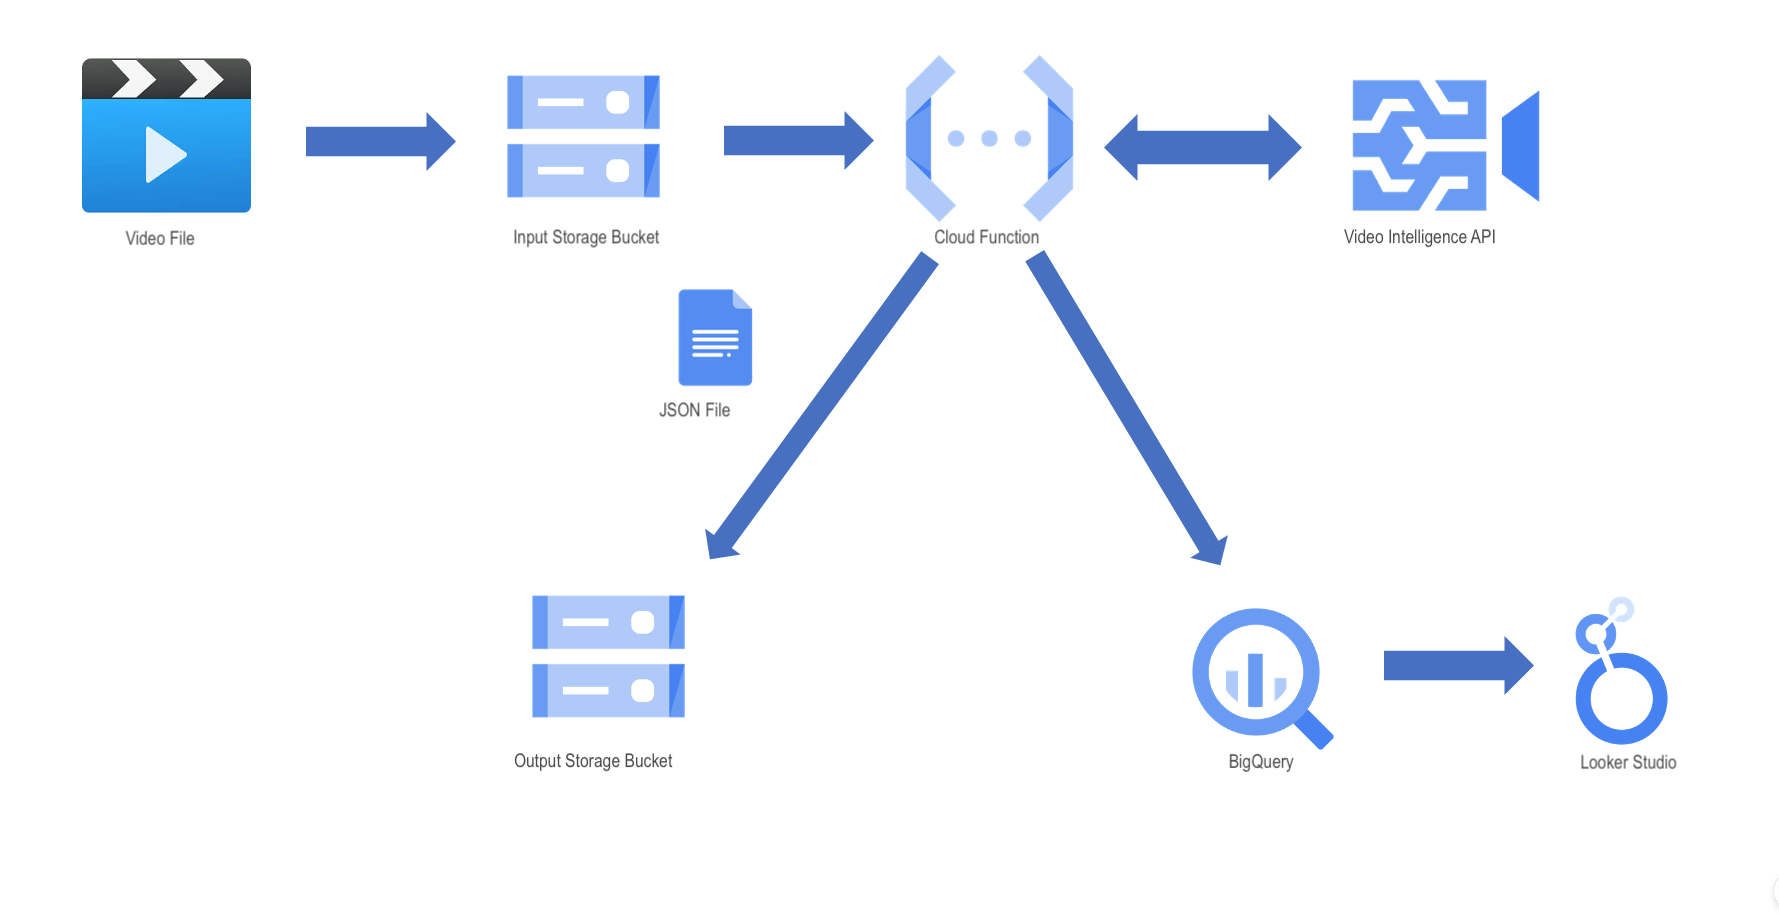 Video File
Input Storage Bucket
Cloud Function
Video Intelligence API
JSON File
Output Storage Bucket
BigQuery
Looker Studio